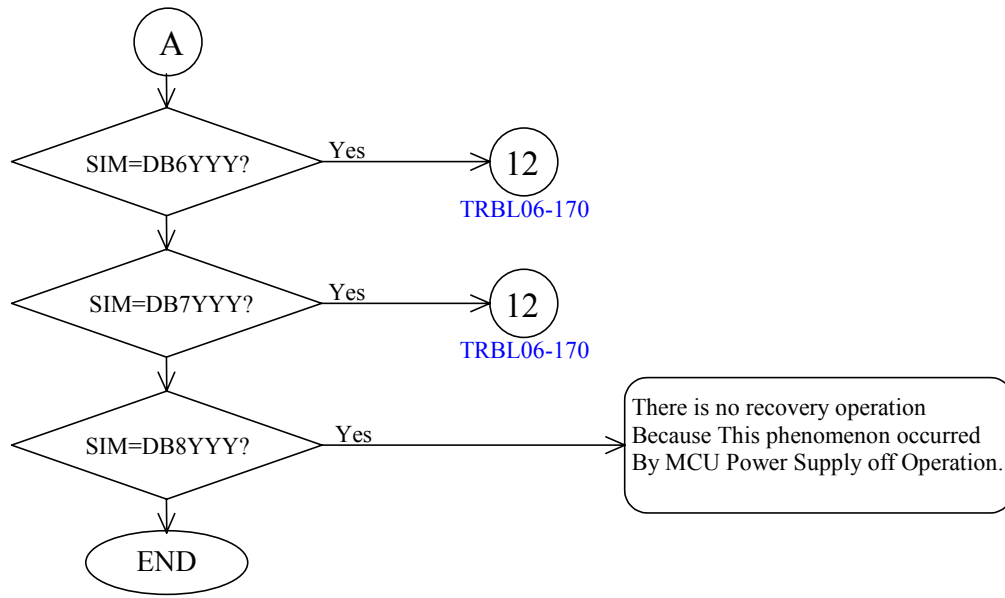 A
SIM=DB6YYY?
Yes
12
TRBL06-170
SIM=DB7YYY?
Yes
12
TRBL06-170
SIM=DB8YYY?
Yes
There is no recovery operation
Because This phenomenon occurred
By MCU Power Supply off Operation.
END